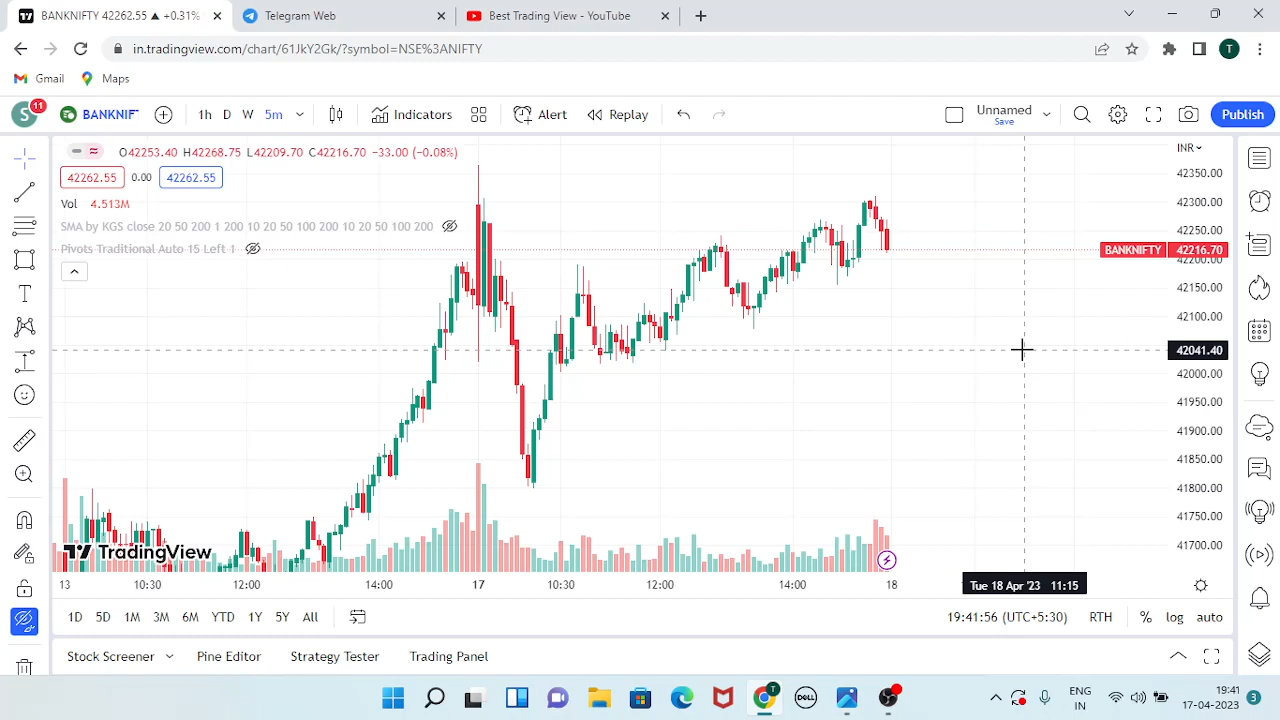 BANKNIFTY 42262.55 ▲ +0.31%
Telegram Web
Best Trading View - YouTube
in.tradingview.com/chart/61JkY2Gk/?symbol=NSE%3ANIFTY
T
Gmail
Maps
S
11
BANKNIF
1h D W 5m
Indicators
Alert
Replay
Unnamed
Save
Publish
O42253.40 H42268.75 L42209.70 C42216.70 −33.00 (−0.08%)
INR
42262.55 0.00 42262.55
Vol 4.513M
SMA by KGS close 20 50 200 1 200 10 20 50 100 200 10 20 50 100 200
Pivots Traditional Auto 15 Left 1
42350.00
42300.00
42250.00
BANKNIFTY 42216.70
42200.00
42150.00
42100.00
42041.40
42000.00
41950.00
41900.00
41850.00
41800.00
41750.00
41700.00
TradingView
13 10:30 12:00 14:00 17 10:30 12:00 14:00 18
Tue 18 Apr '23 11:15
1D 5D 1M 3M 6M YTD 1Y 5Y All
19:41:56 (UTC+5:30) RTH % log auto
Stock Screener
Pine Editor
Strategy Tester
Trading Panel
T
DELL
ENG
IN
19:41
17-04-2023
3